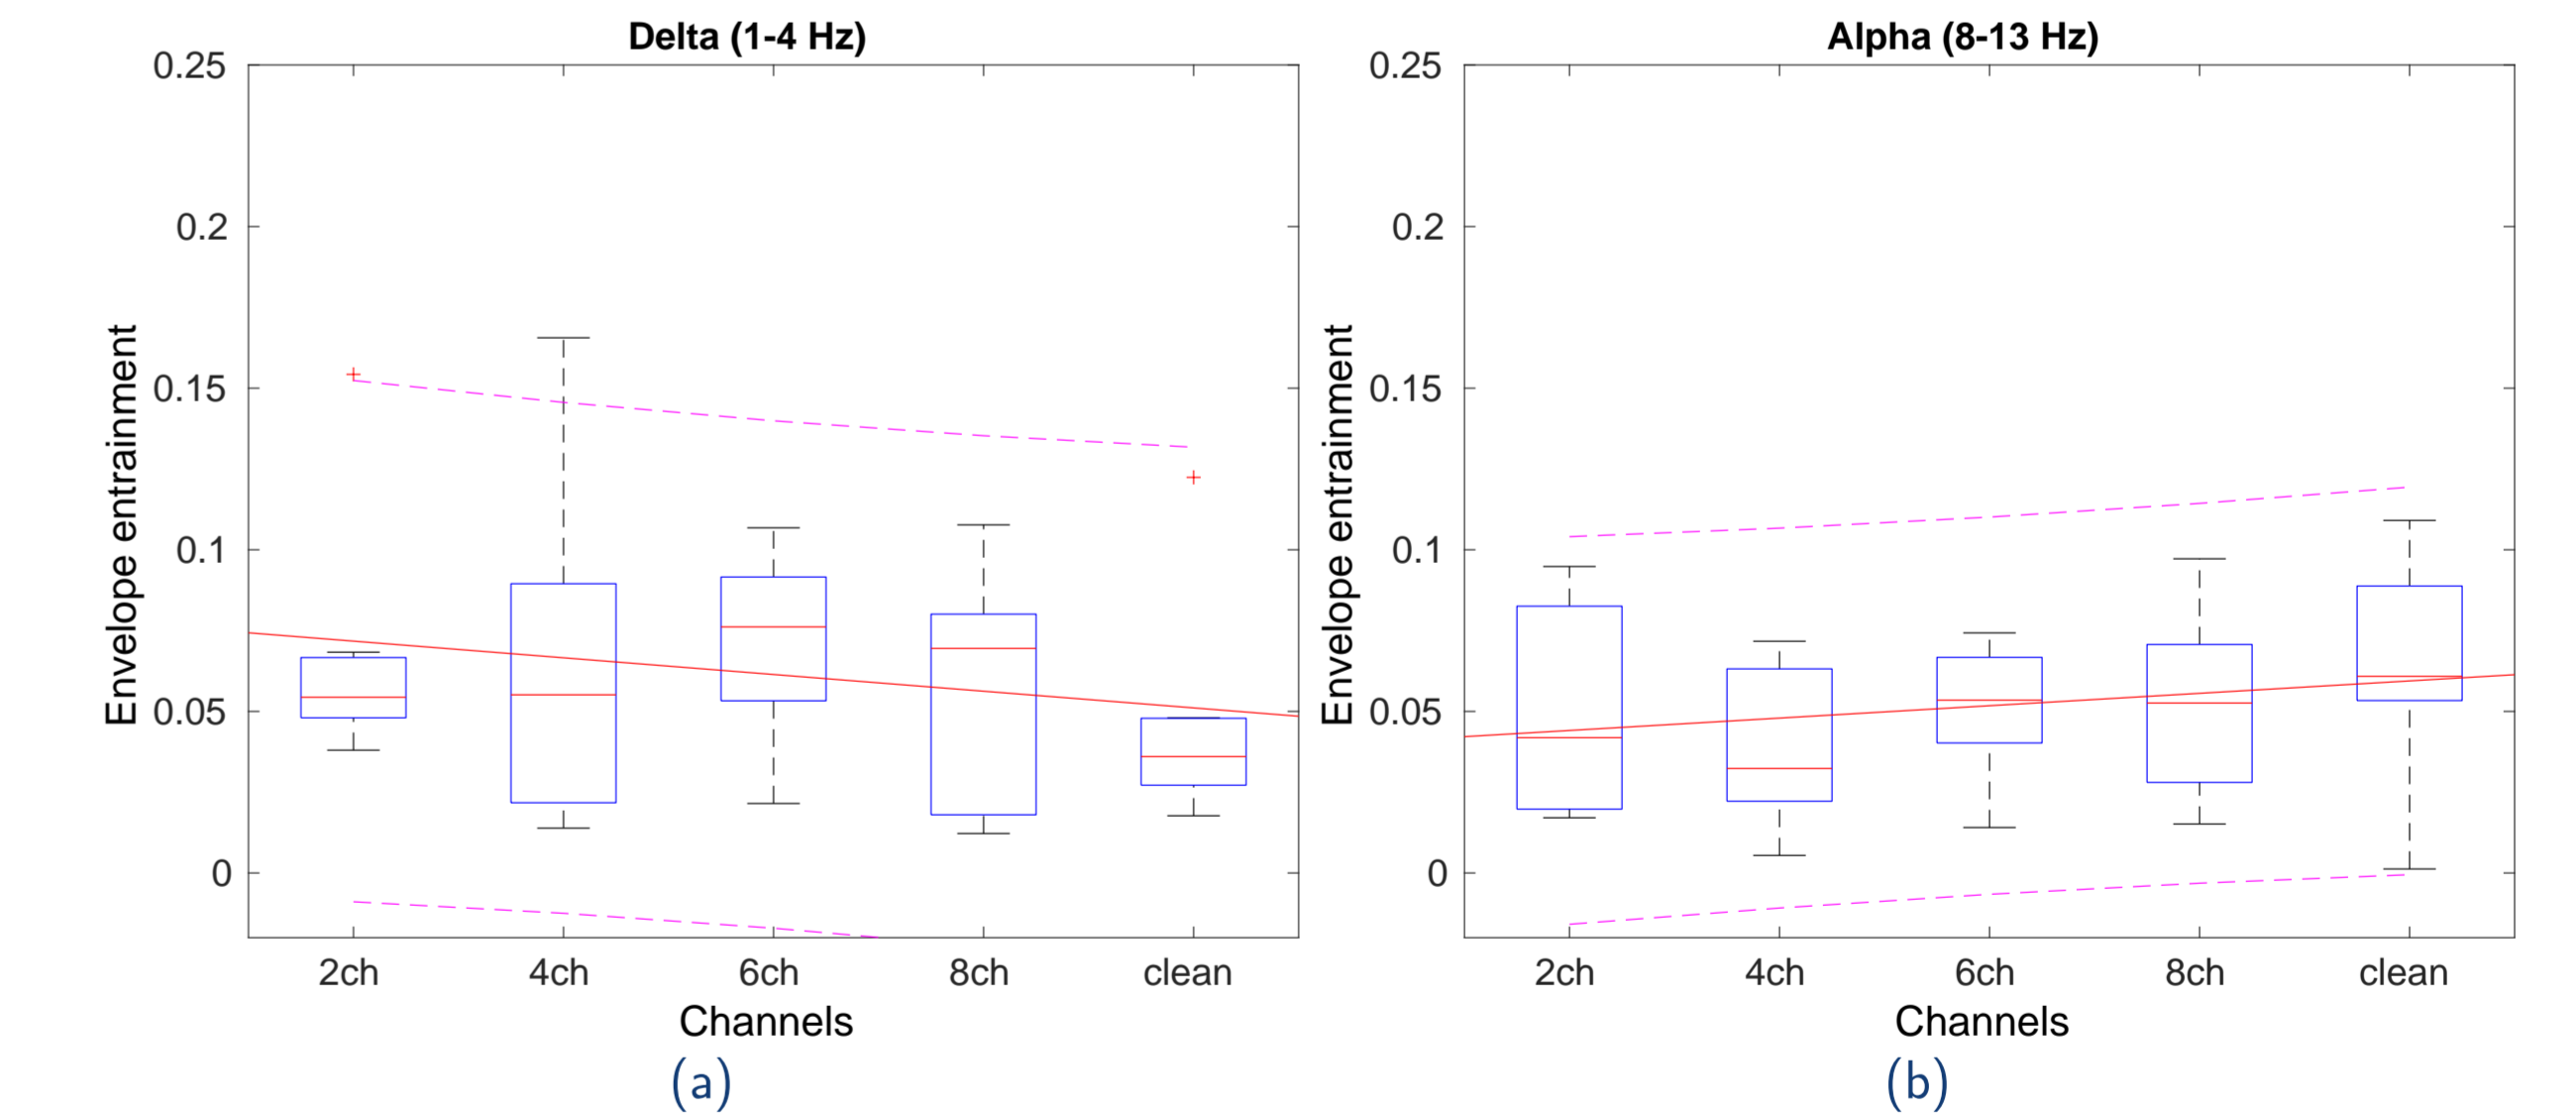 Delta (1-4 Hz)
0.25
0.2
0.15
0.1
0.05
0
Envelope entrainment
2ch 4ch 6ch 8ch clean
Channels
(a)
Alpha (8-13 Hz)
0.25
0.2
0.15
0.1
0.05
0
Envelope entrainment
2ch 4ch 6ch 8ch clean
Channels
(b)